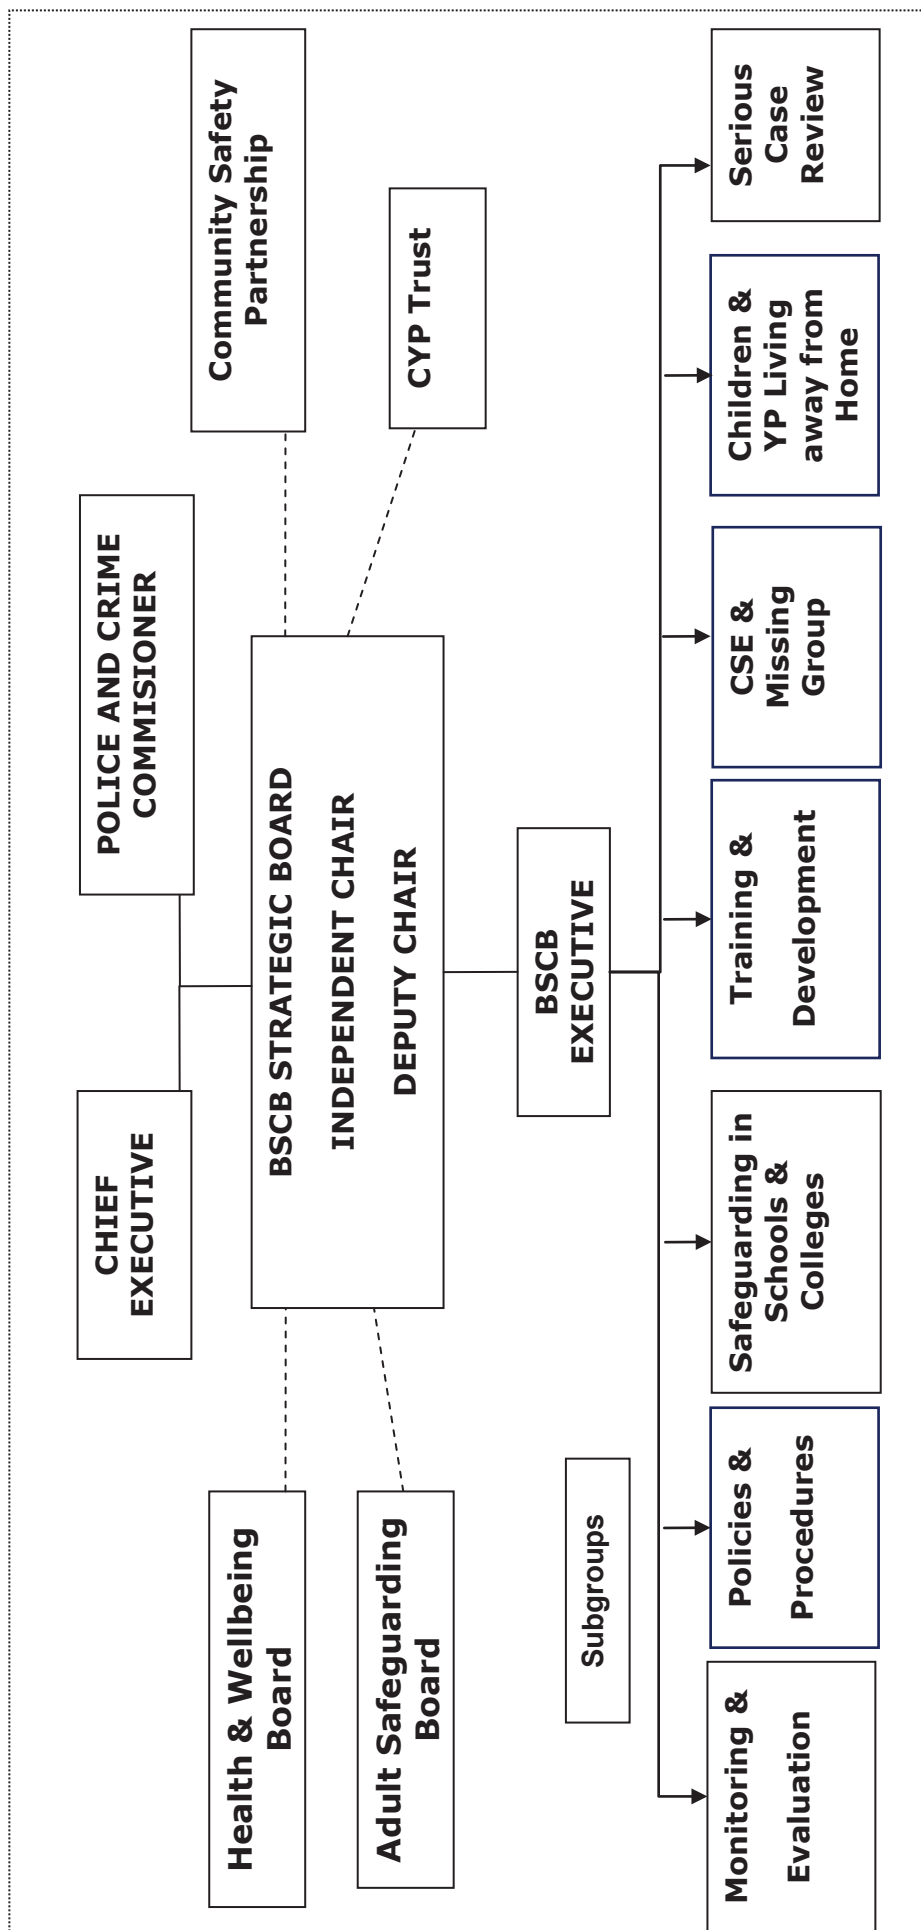 CHIEF
EXECUTIVE
POLICE AND CRIME
COMMISIONER
Health & Wellbeing
Board
Community Safety
Partnership
BSCB STRATEGIC BOARD
INDEPENDENT CHAIR
DEPUTY CHAIR
Adult Safeguarding
Board
CYP Trust
BSCB
EXECUTIVE
Subgroups
Monitoring &
Evaluation
Policies &
Procedures
Safeguarding in
Schools &
Colleges
Training &
Development
CSE &
Missing
Group
Children &
YP Living
away from
Home
Serious
Case
Review